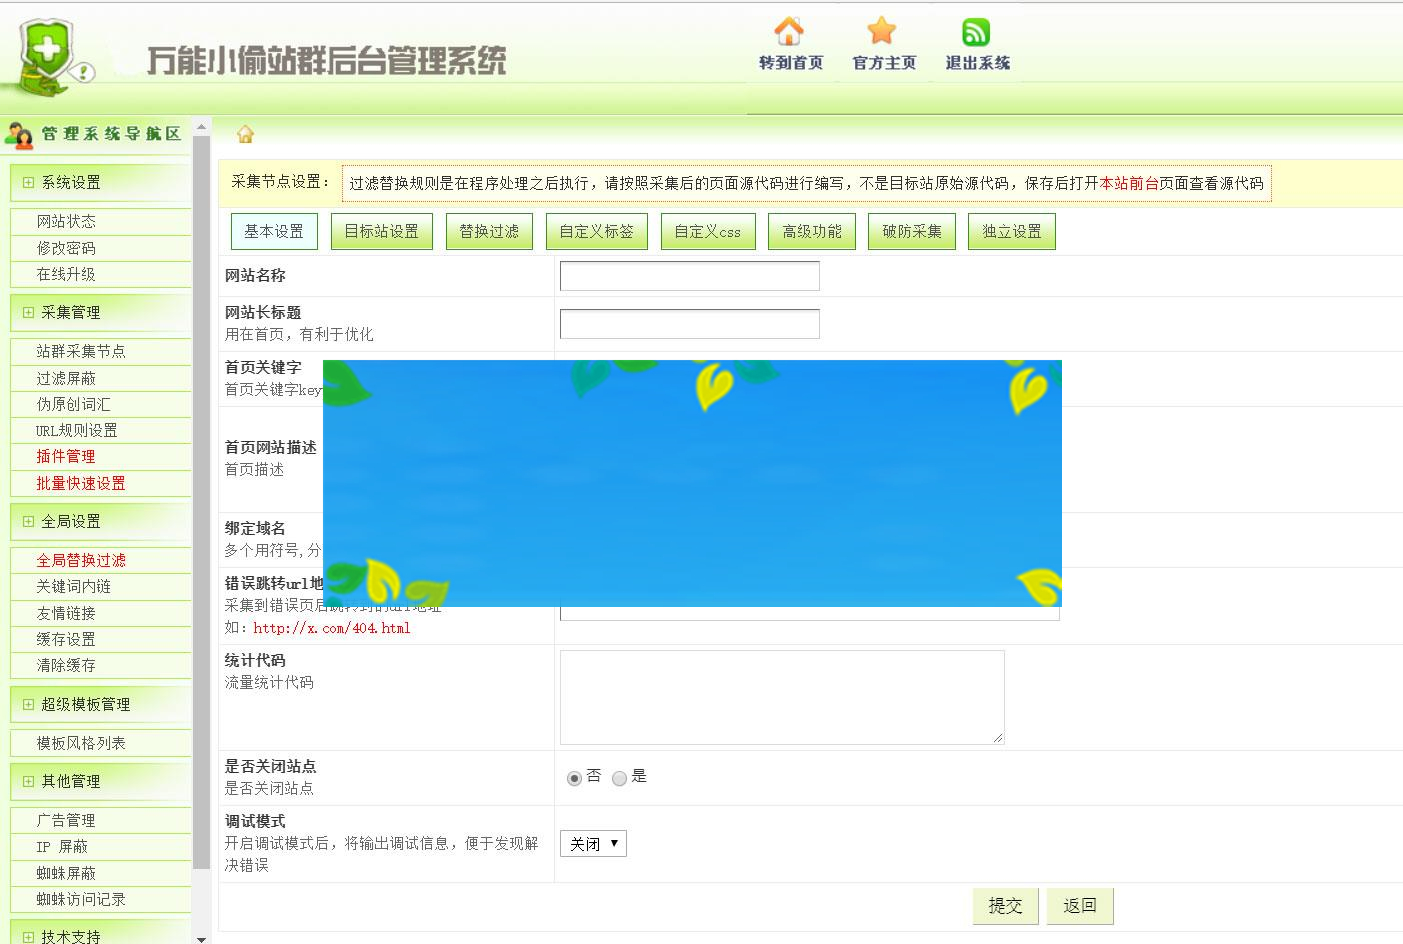 万能小偷站群后台管理系统
转到首页 官方主页 退出系统
管理系统导航区
系统设置
网站状态
修改密码
在线升级
采集管理
站群采集节点
过滤屏蔽
伪原创词汇
URL规则设置
插件管理
批量快速设置
全局设置
全局替换过滤
关键词内链
友情链接
缓存设置
清除缓存
超级模板管理
模板风格列表
其他管理
广告管理
IP 屏蔽
蜘蛛屏蔽
蜘蛛访问记录
技术支持
采集节点设置： 过滤替换规则是在程序处理之后执行，请按照采集后的页面源代码进行编写，不是目标站原始源代码，保存后打开本站前台页面查看源代码
基本设置 目标站设置 替换过滤 自定义标签 自定义css 高级功能 破防采集 独立设置
网站名称
网站长标题
用在首页，有利于优化
首页关键字
首页关键字key
首页网站描述
首页描述
绑定域名
多个用符号,分
错误跳转url地
采集到错误页后跳转到的url地址
如：http://x.com/404.html
统计代码
流量统计代码
是否关闭站点
是否关闭站点
否 是
调试模式
开启调试模式后，将输出调试信息，便于发现解
决错误
关闭
提交 返回